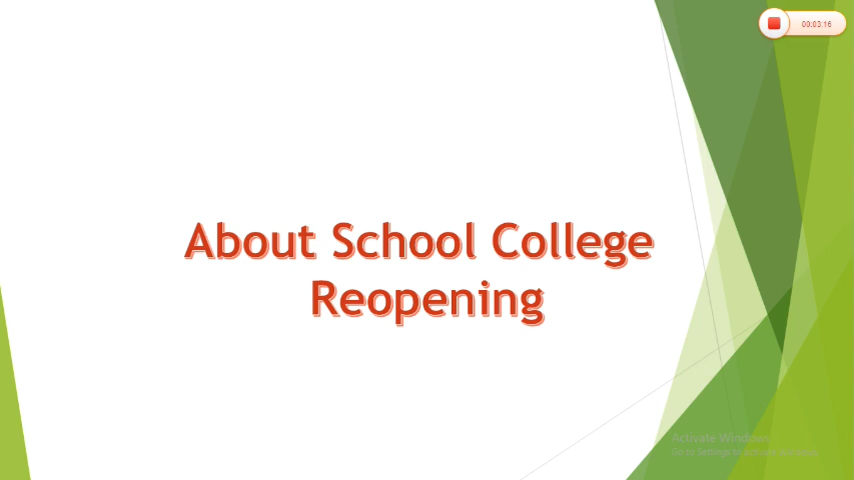 00:03:16
About School College
Reopening
Activate Windows
Go to Settings to activate Windows.